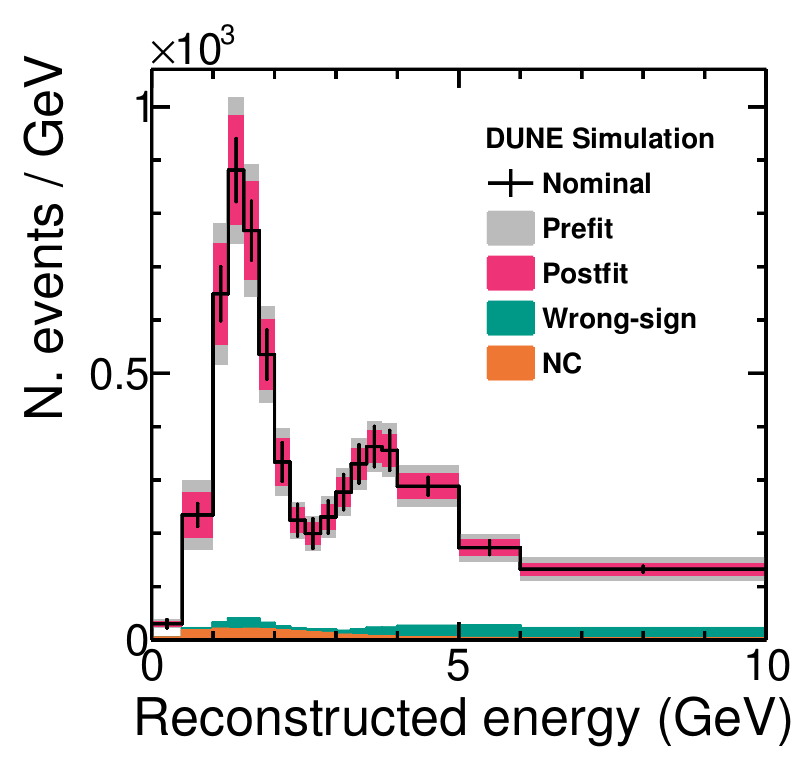 ×10³
N. events / GeV
1
0.5
0
DUNE Simulation
Nominal
Prefit
Postfit
Wrong-sign
NC
0 5 10
Reconstructed energy (GeV)